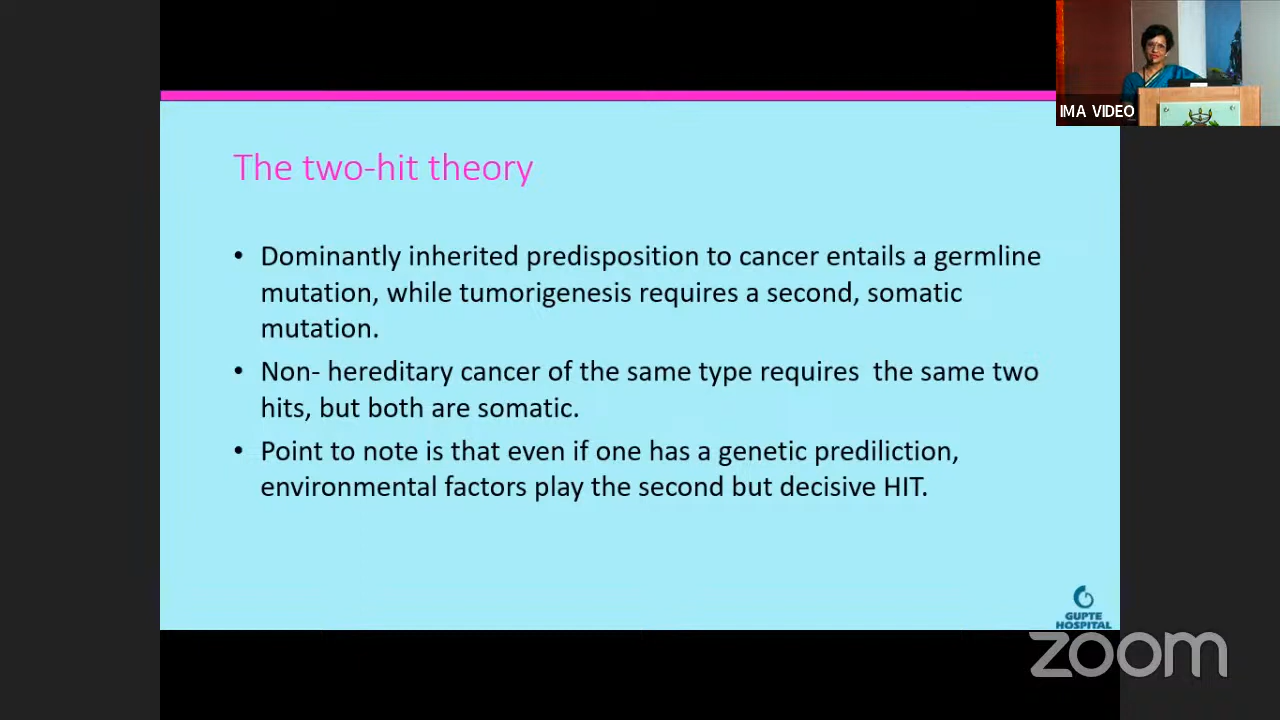 IMA VIDEO
The two-hit theory
• Dominantly inherited predisposition to cancer entails a germline
mutation, while tumorigenesis requires a second, somatic
mutation.
• Non- hereditary cancer of the same type requires  the same two
hits, but both are somatic.
• Point to note is that even if one has a genetic prediliction,
environmental factors play the second but decisive HIT.
GUPTE
HOSPITAL
zoom